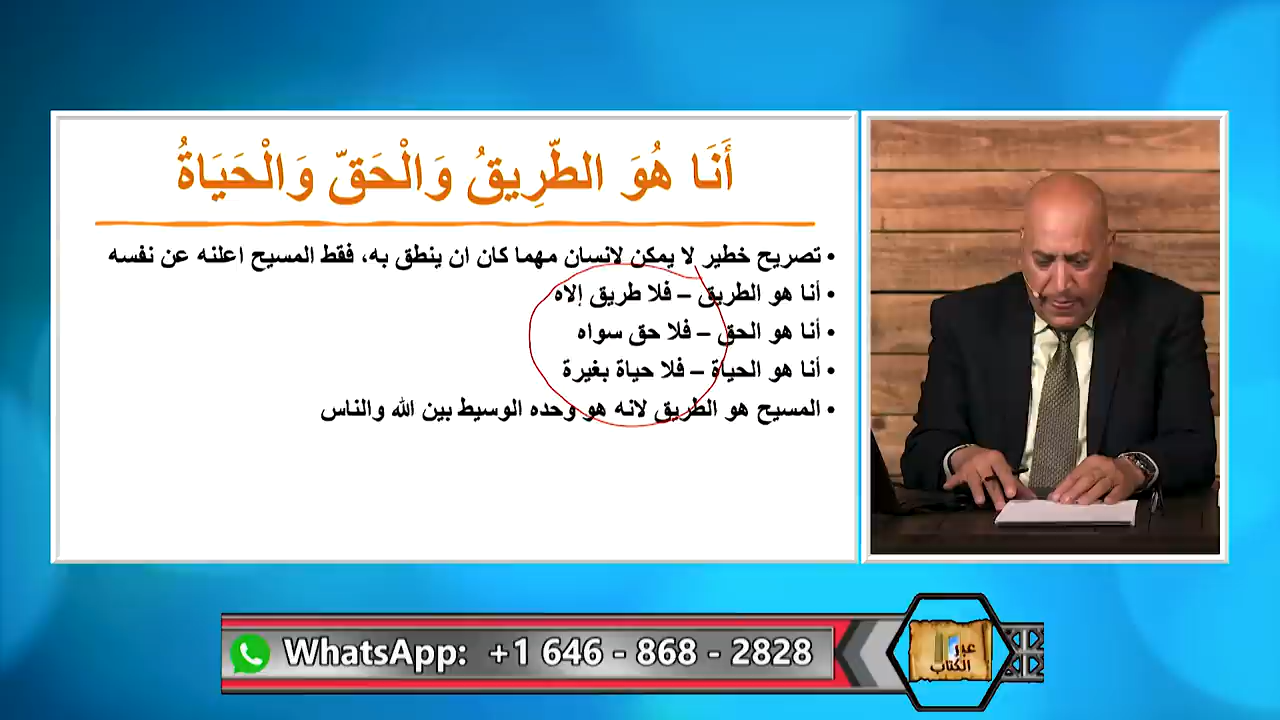 أَنَا هُوَ الطَّرِيقُ وَالْحَقّ وَالْحَيَاةُ
• تصريح خطير لا يمكن لانسان مهما كان ان ينطق به، فقط المسيح اعلنه عن نفسه
• أنا هو الطريق – فلا طريق إلاه
• أنا هو الحق – فلا حق سواه
• أنا هو الحياة – فلا حياة بغيرة
• المسيح هو الطريق لانه هو وحده الوسيط بين الله والناس
WhatsApp: +1 646 - 868 - 2828
عبر
الكتاب